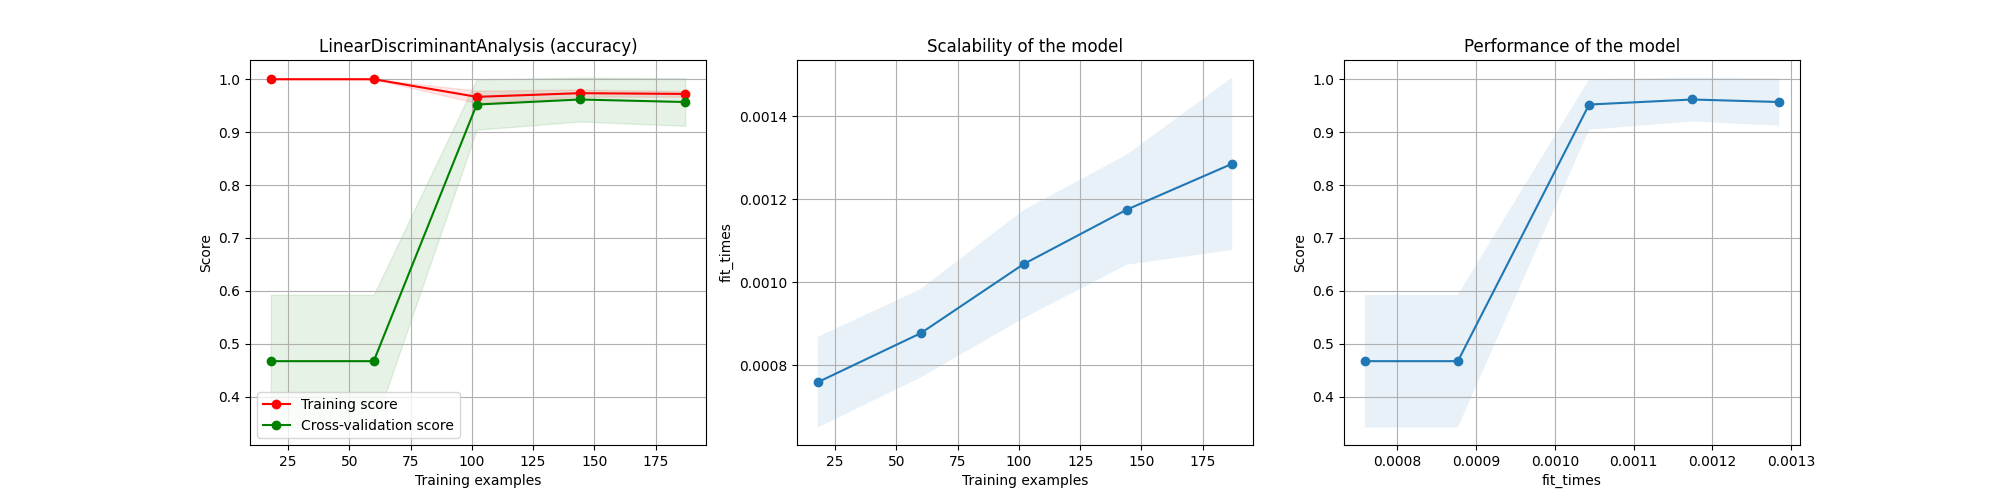 LinearDiscriminantAnalysis (accuracy)
Score
1.0
0.9
0.8
0.7
0.6
0.5
0.4
Training score
Cross-validation score
25 50 75 100 125 150 175
Training examples
Scalability of the model
fit_times
0.0014
0.0012
0.0010
0.0008
25 50 75 100 125 150 175
Training examples
Performance of the model
Score
1.0
0.9
0.8
0.7
0.6
0.5
0.4
0.0008 0.0009 0.0010 0.0011 0.0012 0.0013
fit_times